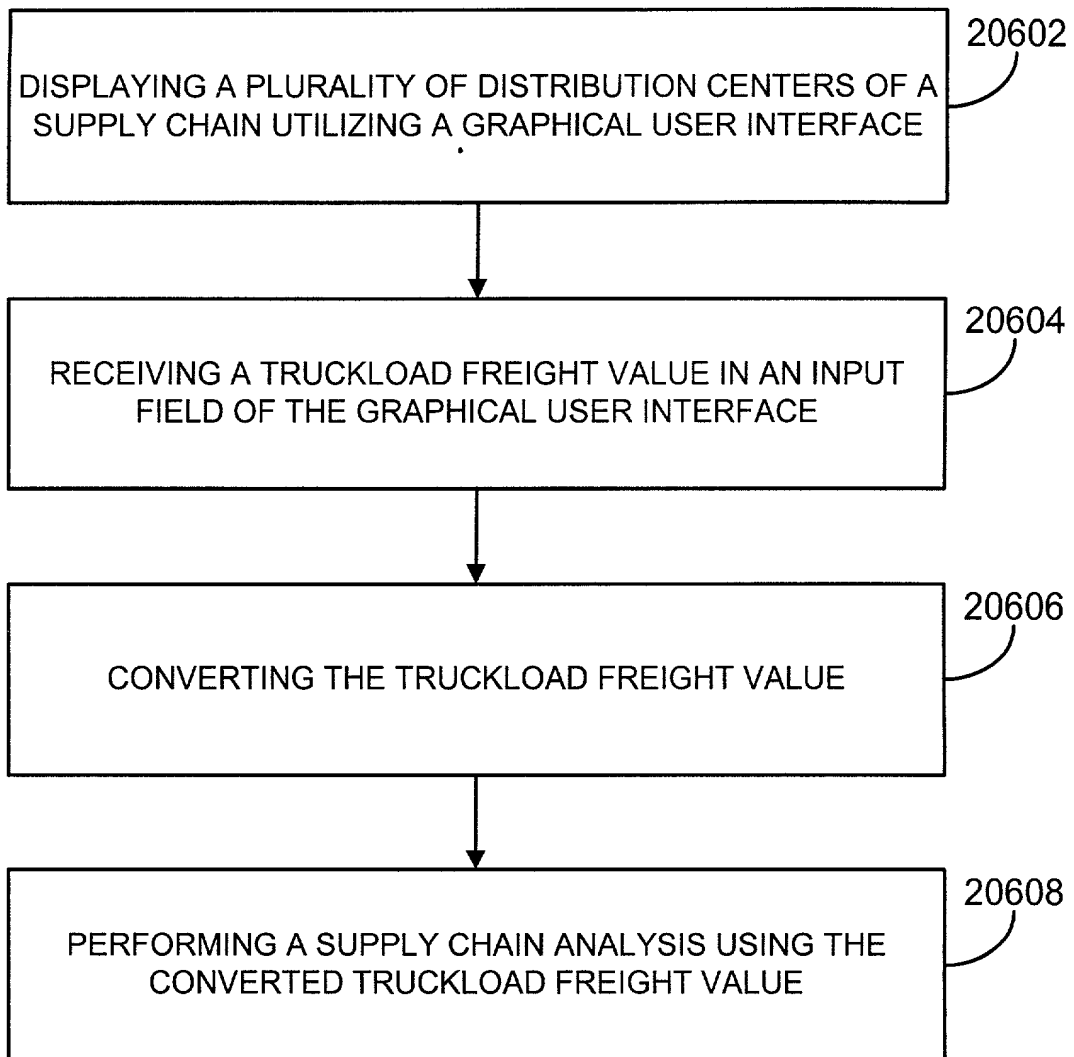 20602
DISPLAYING A PLURALITY OF DISTRIBUTION CENTERS OF A
SUPPLY CHAIN UTILIZING A GRAPHICAL USER INTERFACE
20604
RECEIVING A TRUCKLOAD FREIGHT VALUE IN AN INPUT
FIELD OF THE GRAPHICAL USER INTERFACE
20606
CONVERTING THE TRUCKLOAD FREIGHT VALUE
20608
PERFORMING A SUPPLY CHAIN ANALYSIS USING THE
CONVERTED TRUCKLOAD FREIGHT VALUE